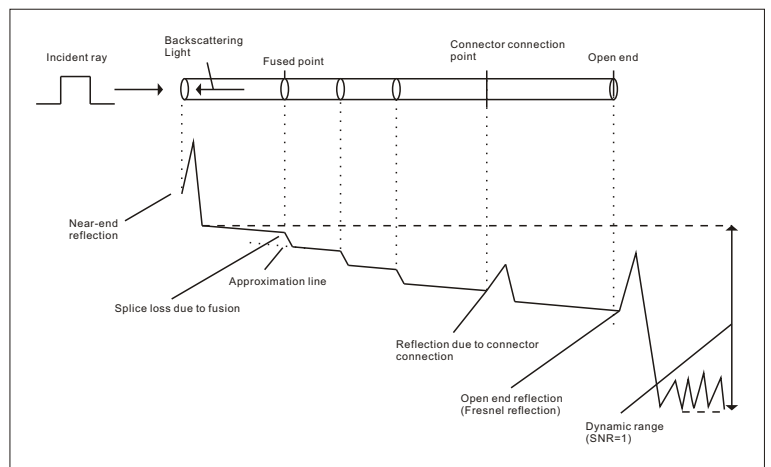 Incident ray
Backscattering
Light
Fused point
Connector connection
point
Open end
Near-end
reflection
Approximation line
Splice loss due to fusion
Reflection due to connector
connection
Open end reflection
(Fresnel reflection)
Dynamic range
(SNR=1)